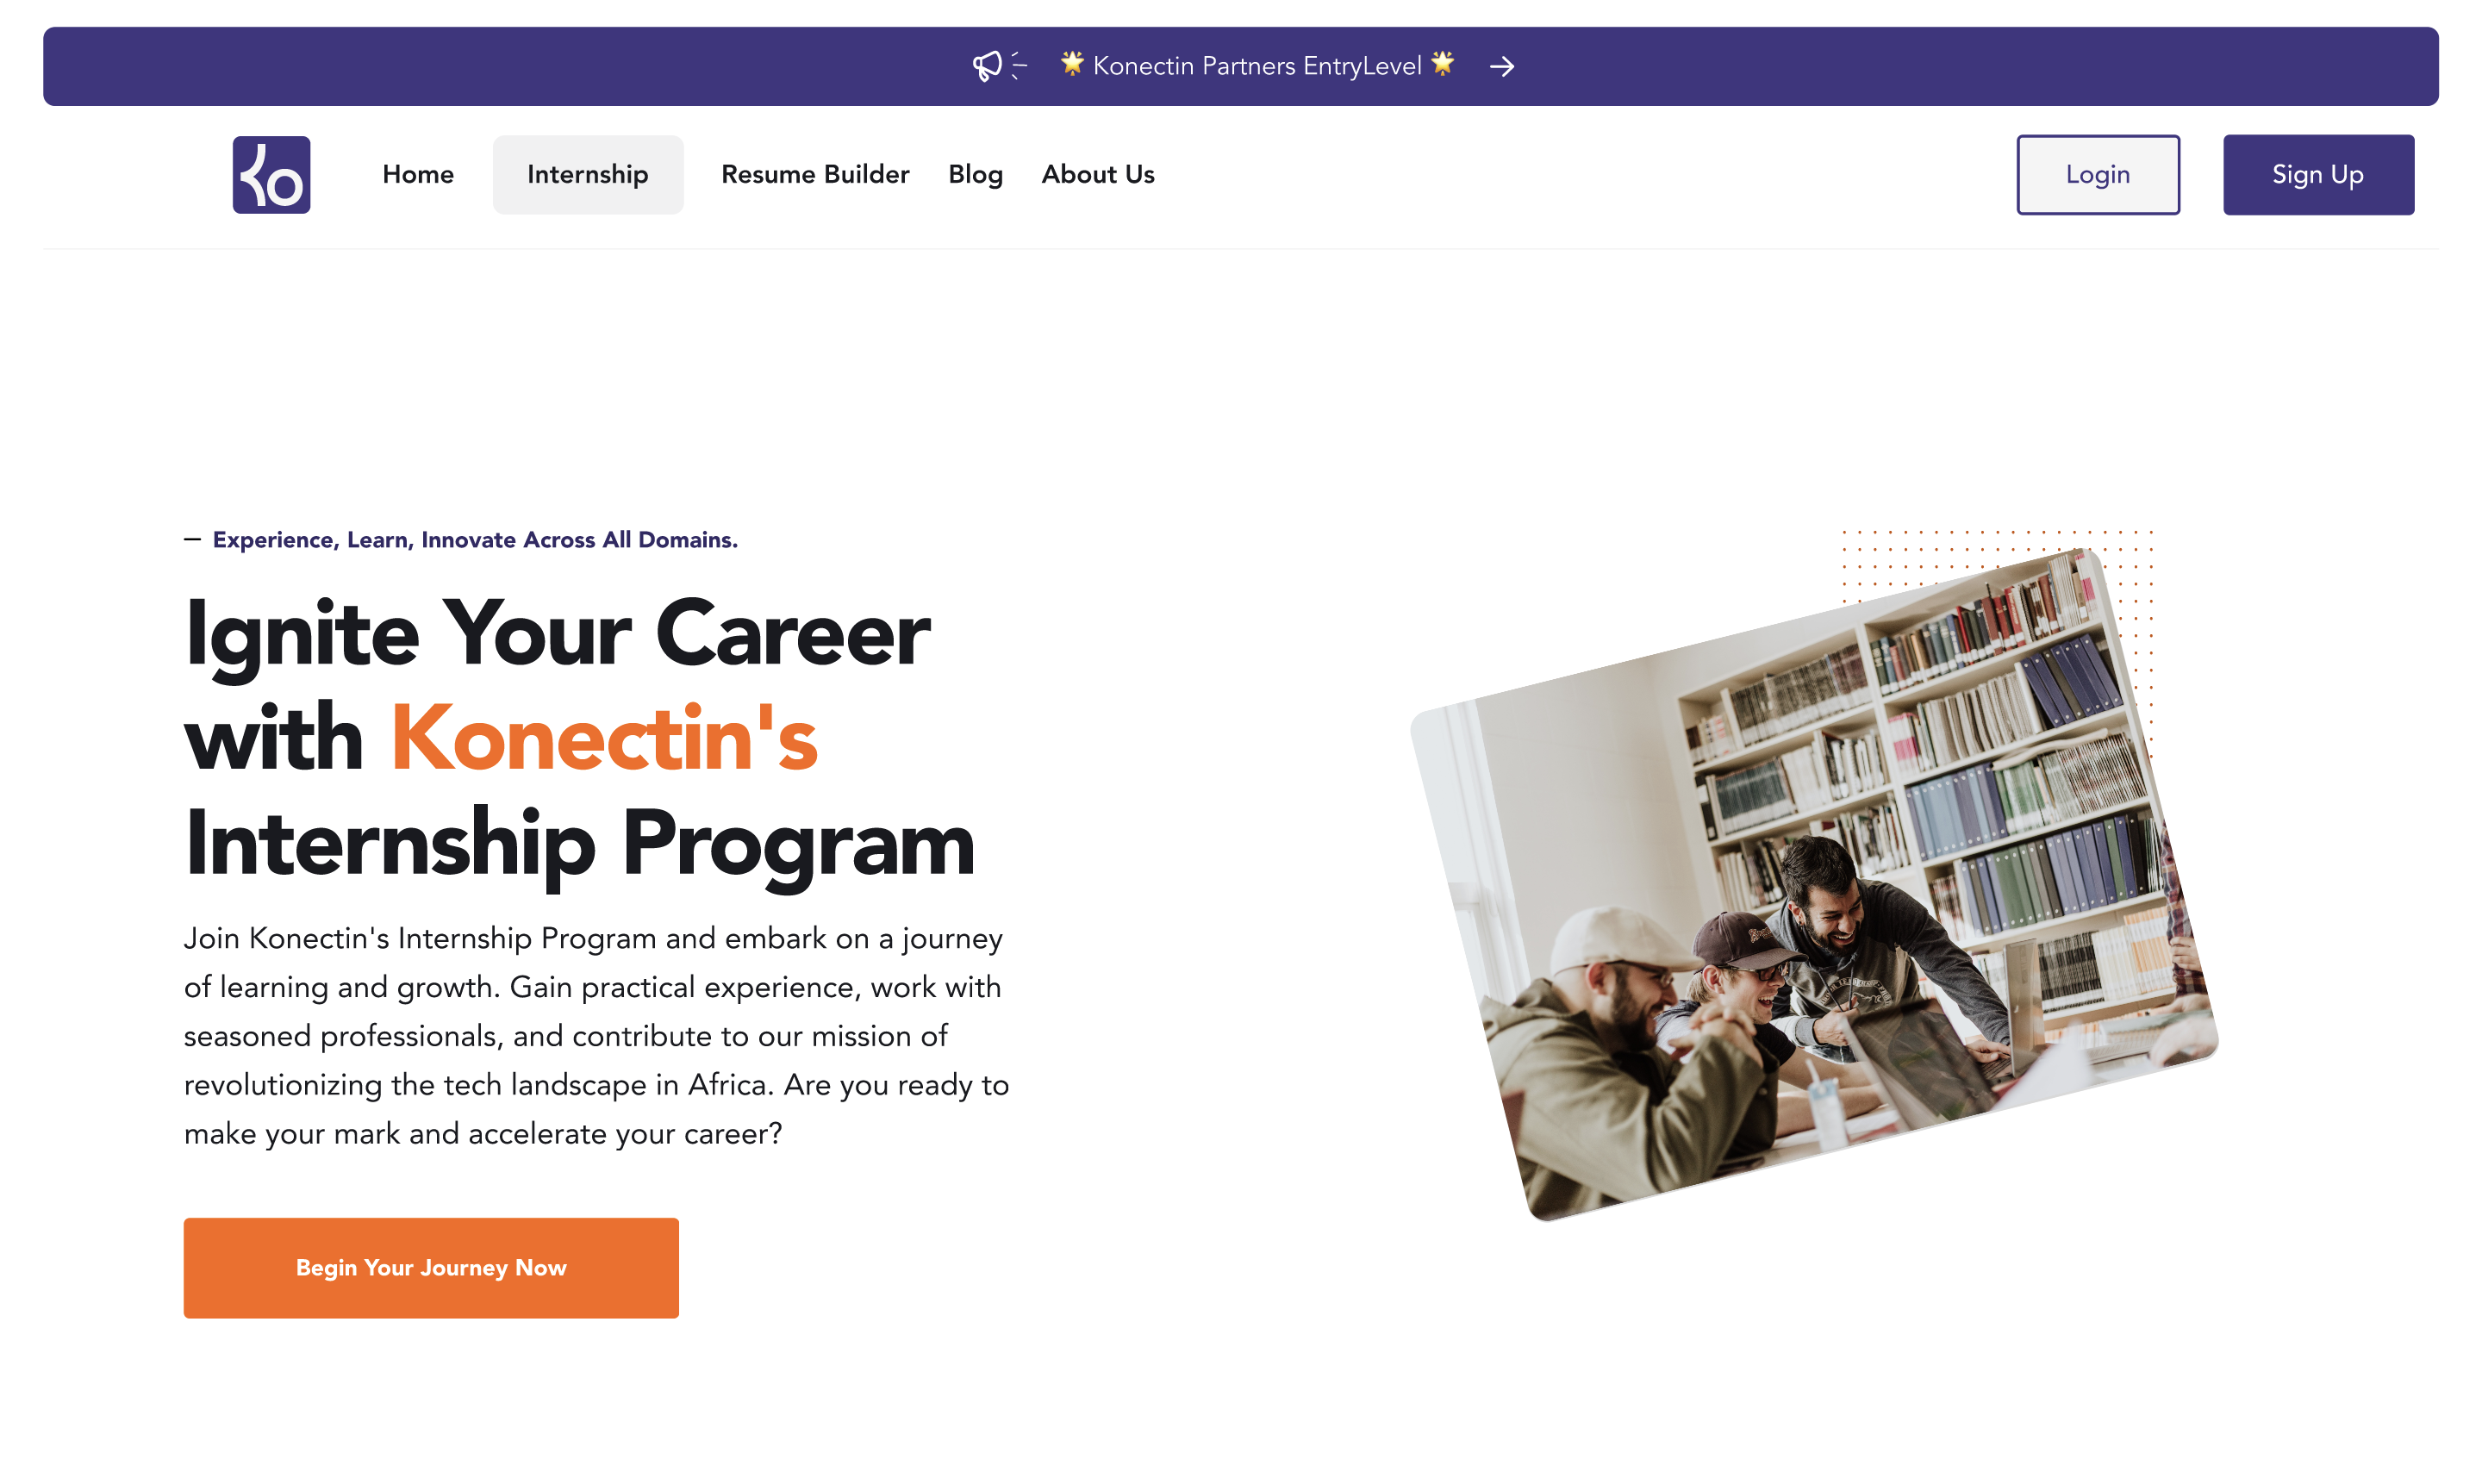 🌟 Konectin Partners EntryLevel 🌟
Ko
Home
Internship
Resume Builder
Blog
About Us
Login
Sign Up
– Experience, Learn, Innovate Across All Domains.
Ignite Your Career
with Konectin's
Internship Program
Join Konectin's Internship Program and embark on a journey
of learning and growth. Gain practical experience, work with
seasoned professionals, and contribute to our mission of
revolutionizing the tech landscape in Africa. Are you ready to
make your mark and accelerate your career?
Begin Your Journey Now